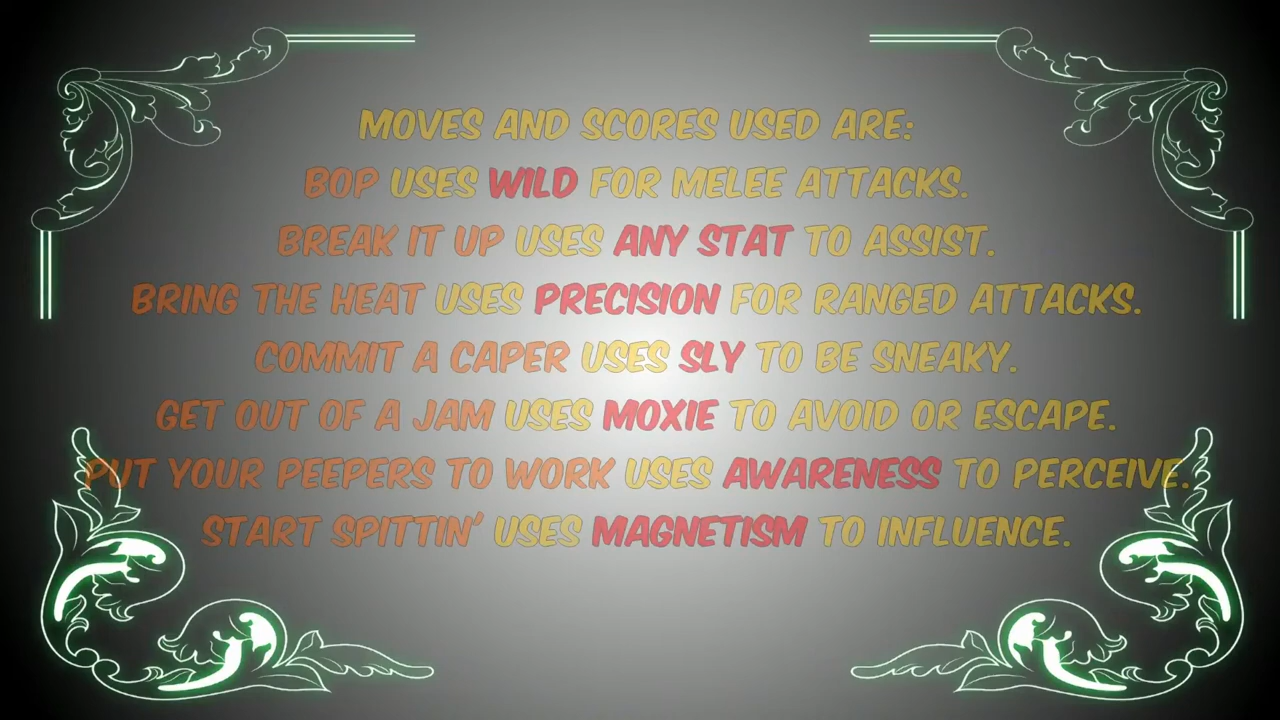 MOVES AND SCORES USED ARE:
BOP USES WILD FOR MELEE ATTACKS.
BREAK IT UP USES ANY STAT TO ASSIST.
BRING THE HEAT USES PRECISION FOR RANGED ATTACKS.
COMMIT A CAPER USES SLY TO BE SNEAKY.
GET OUT OF A JAM USES MOXIE TO AVOID OR ESCAPE.
PUT YOUR PEEPERS TO WORK USES AWARENESS TO PERCEIVE.
START SPITTIN' USES MAGNETISM TO INFLUENCE.